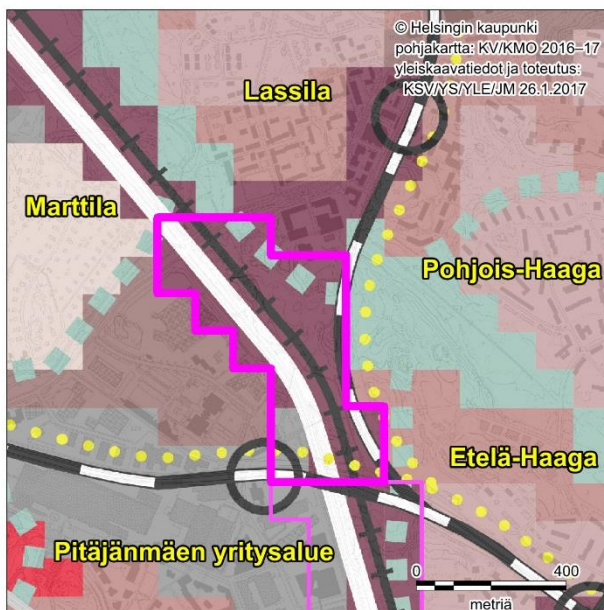 © Helsingin kaupunki
pohjakartta: KV/KMO 2016–17
yleiskaavatiedot ja toteutus:
KSV/YS/YLE/JM 26.1.2017
Lassila
Marttila
Pohjois-Haaga
Etelä-Haaga
Pitäjänmäen yritysalue
0 400
metriä